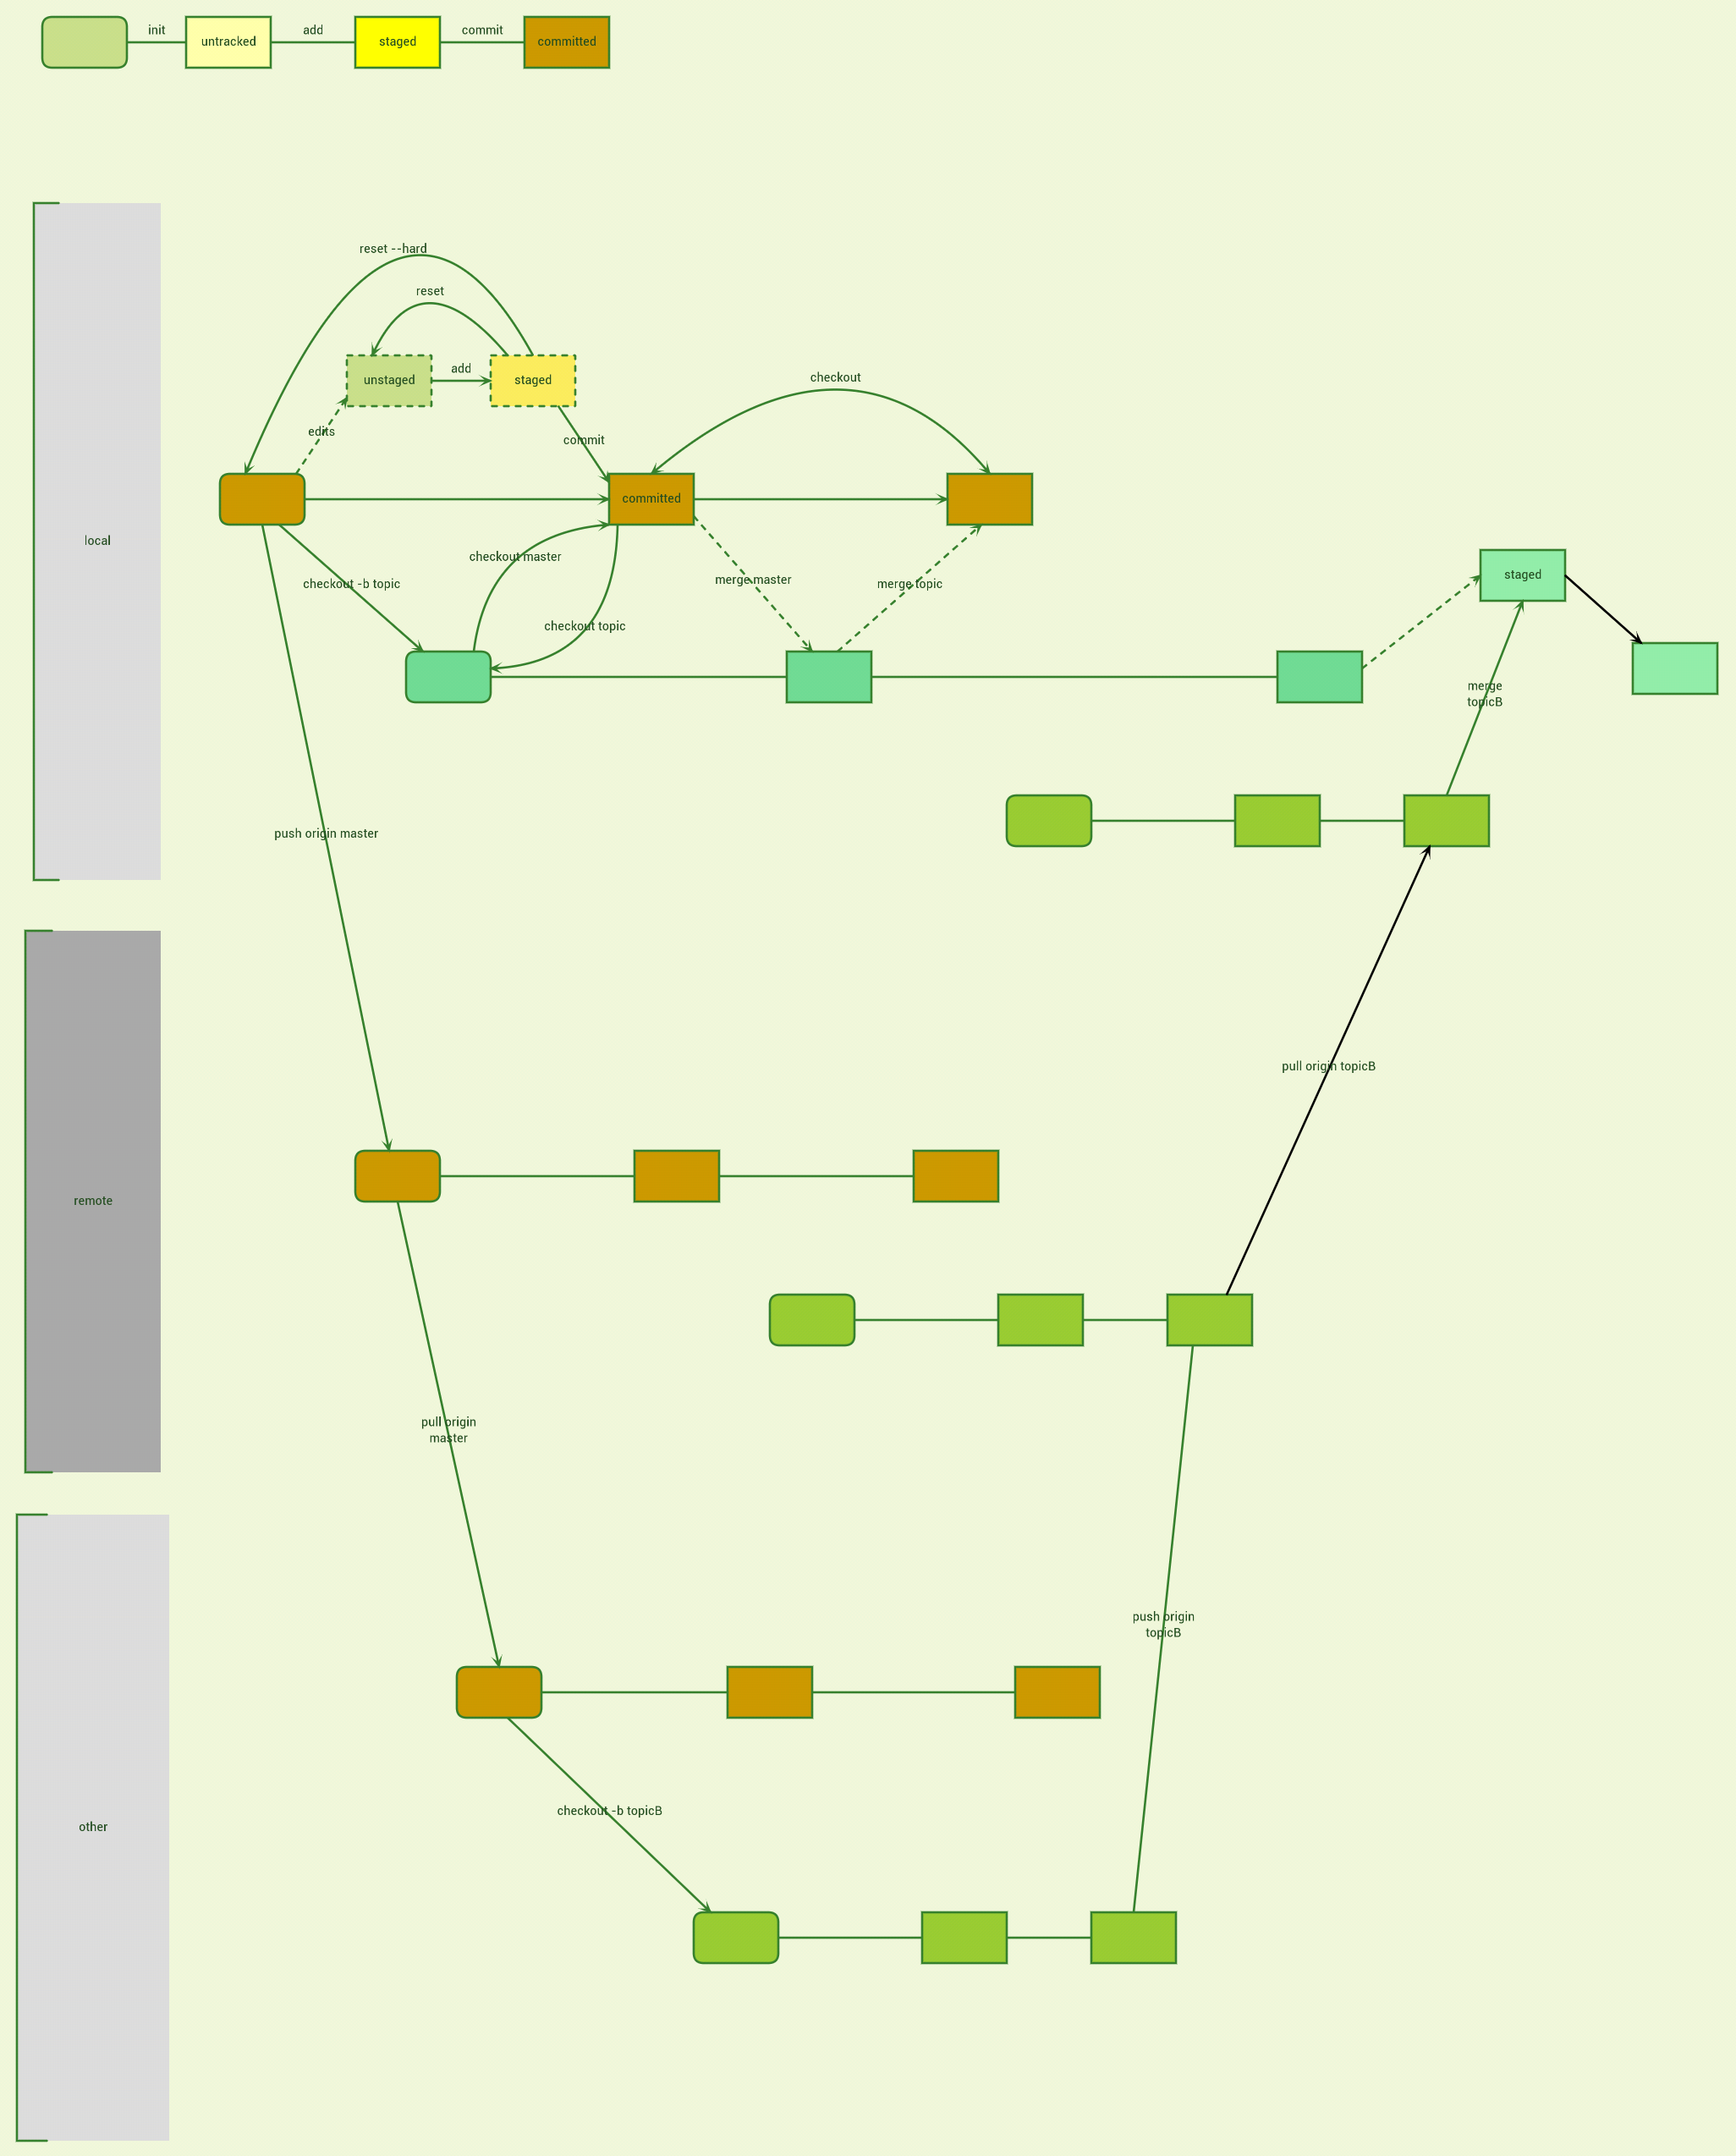 init
add
commit
untracked
staged
committed
reset --hard
reset
unstaged
add
staged
checkout
edits
commit
committed
local
checkout master
checkout -b topic
merge master
merge topic
staged
checkout topic
merge
topicB
push origin master
pull origin topicB
remote
pull origin
master
push origin
topicB
checkout -b topicB
other